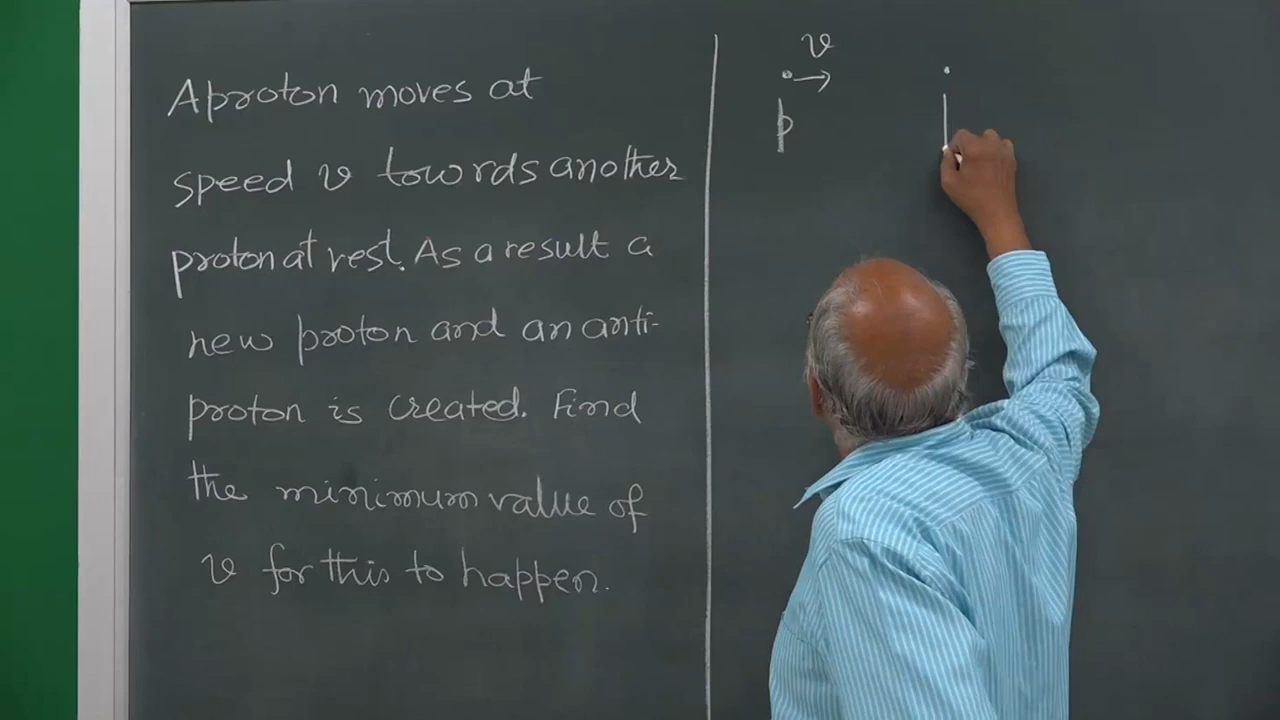 A proton moves at
speed v towards another
proton at rest. As a result a
new proton and an anti-
proton is created. Find
the minimum value of
v for this to happen.
v
p